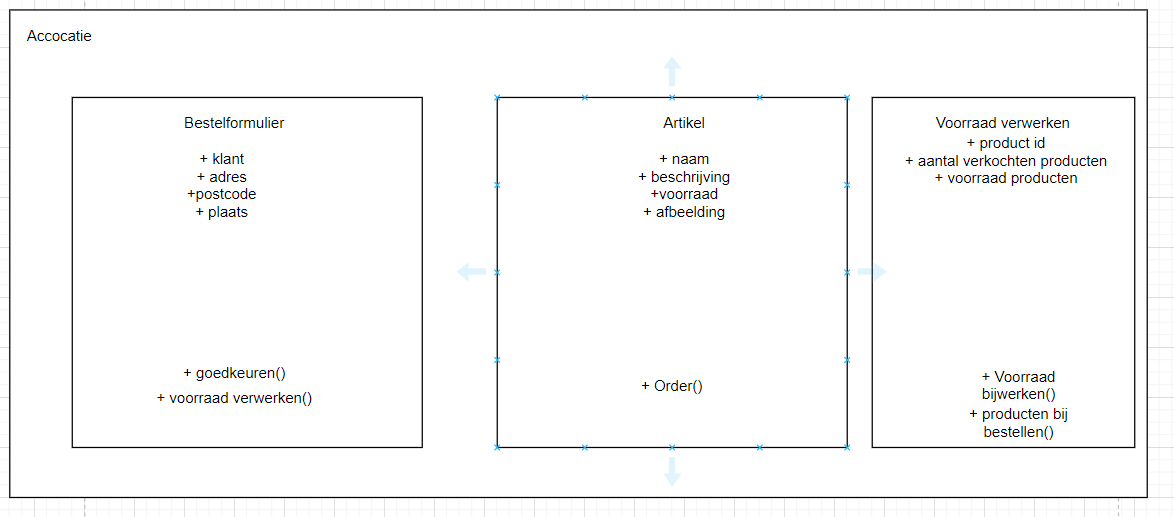 Accocatie
Bestelformulier
+ klant
+ adres
+postcode
+ plaats
+ goedkeuren()
+ voorraad verwerken()
Artikel
+ naam
+ beschrijving
+voorraad
+ afbeelding
+ Order()
Voorraad verwerken
+ product id
+ aantal verkochten producten
+ voorraad producten
+ Voorraad
bijwerken()
+ producten bij
bestellen()